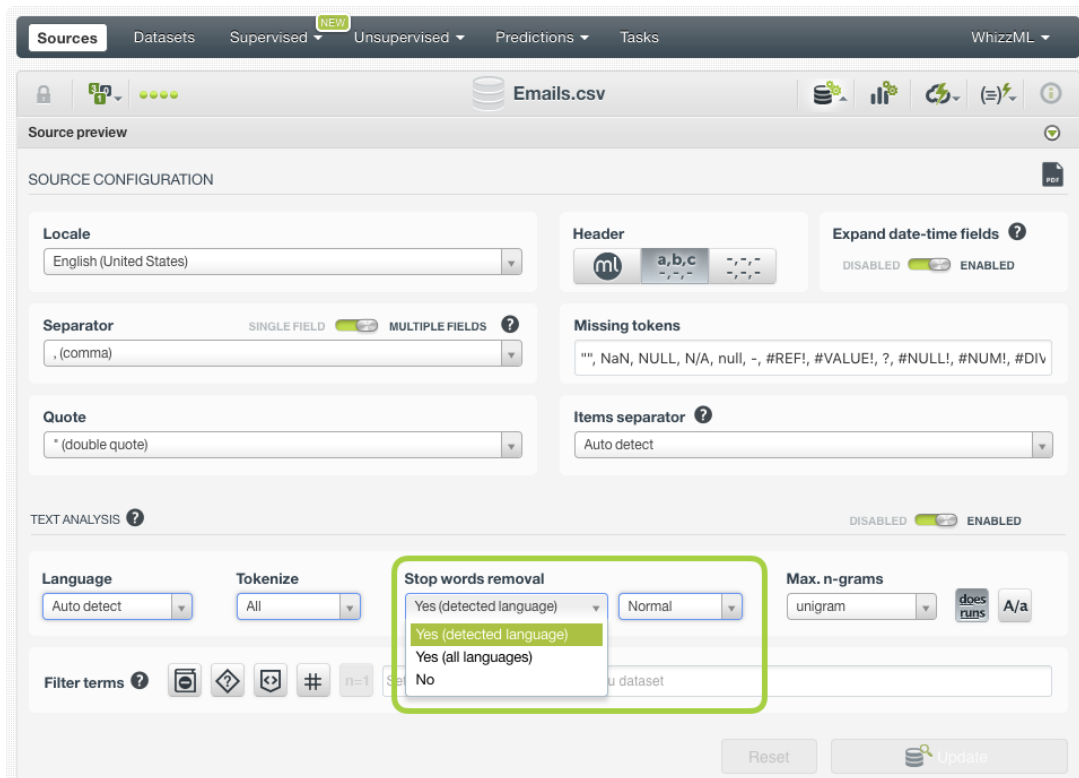 NEW
Sources Datasets Supervised Unsupervised Predictions Tasks WhizzML
Emails.csv
Source preview
SOURCE CONFIGURATION
PDF
Locale
English (United States)
Header
ml
a,b,c
-,-,-
-,-,-
-,-,-
Expand date-time fields ?
DISABLED ENABLED
Separator SINGLE FIELD MULTIPLE FIELDS ?
, (comma)
Missing tokens
"", NaN, NULL, N/A, null, -, #REF!, #VALUE!, ?, #NULL!, #NUM!, #DIV
Quote
" (double quote)
Items separator ?
Auto detect
TEXT ANALYSIS ?
DISABLED ENABLED
Language
Auto detect
Tokenize
All
Stop words removal
Yes (detected language) Normal
Yes (detected language)
Yes (all languages)
No
Max. n-grams
unigram
does
runs
A/a
Filter terms ? # n=1 dataset
Reset Update